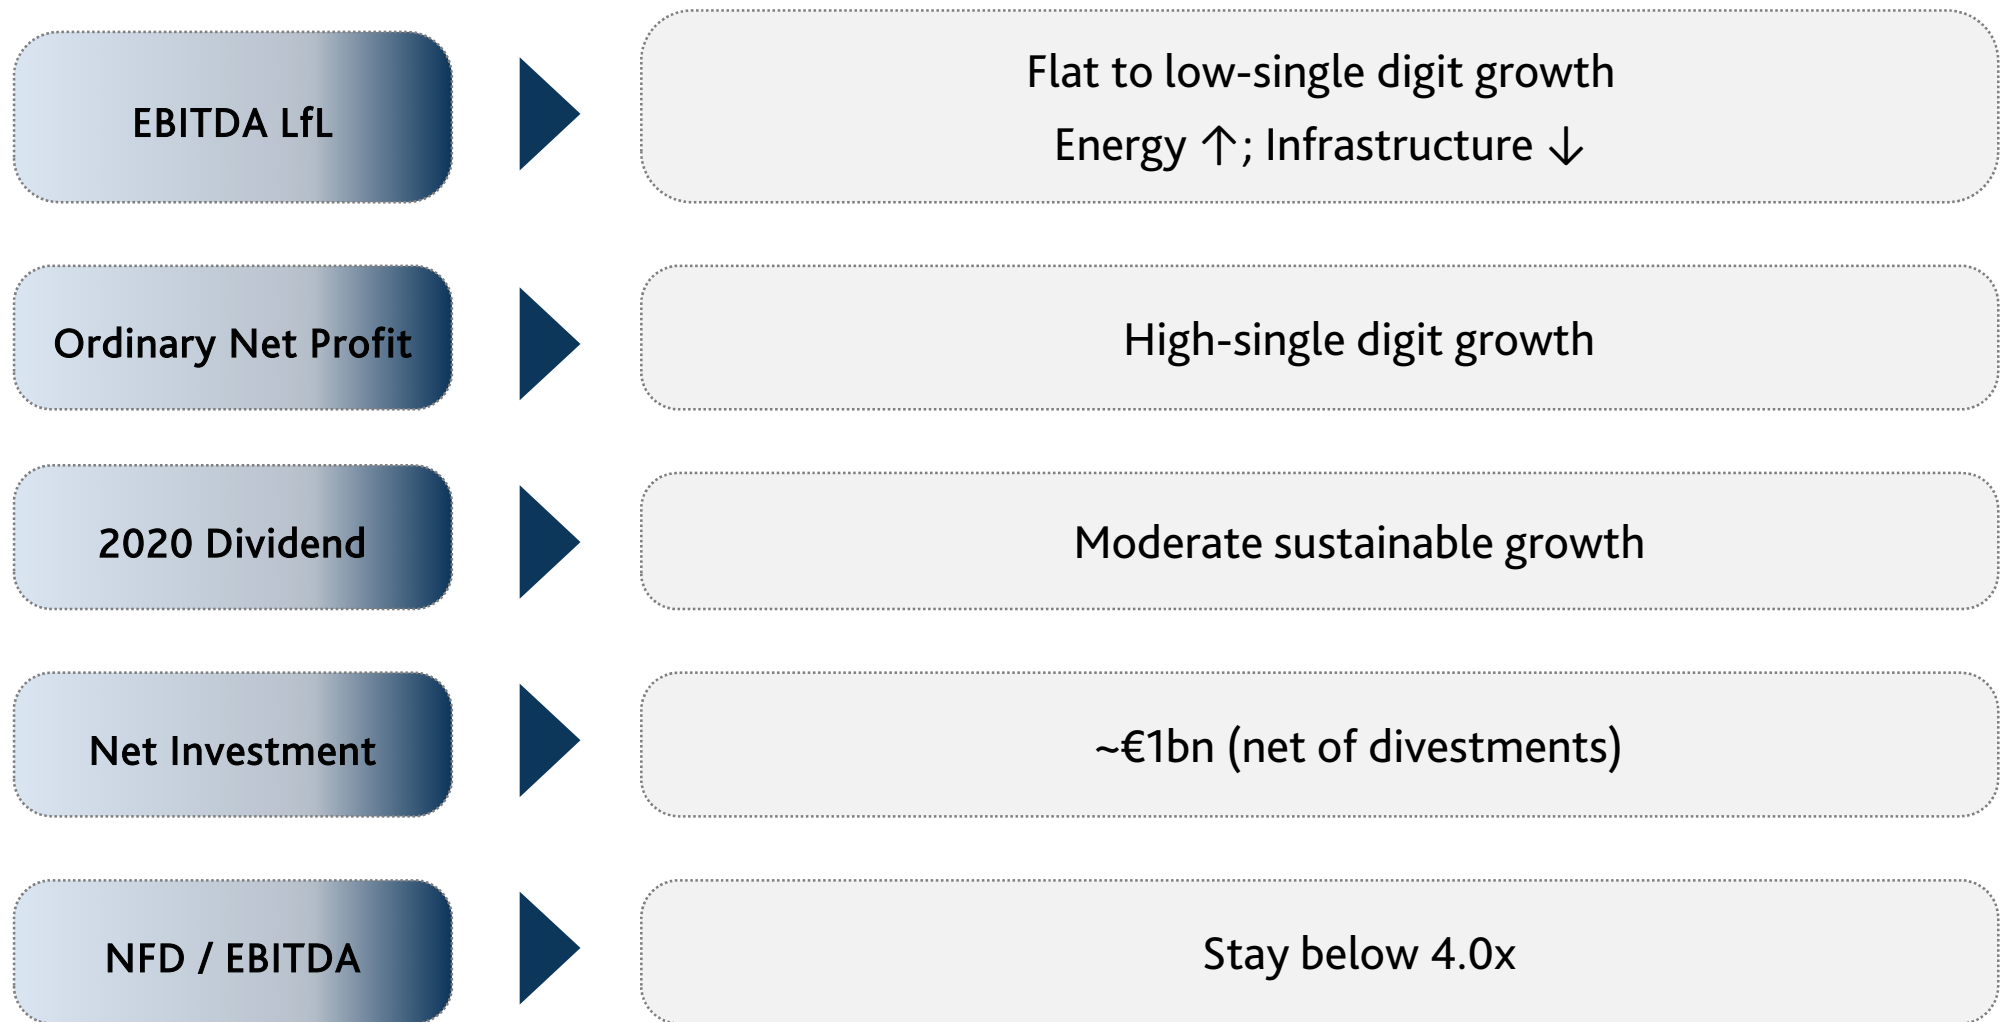 EBITDA LfL
Flat to low-single digit growth
Energy ↑; Infrastructure ↓
Ordinary Net Profit
High-single digit growth
2020 Dividend
Moderate sustainable growth
Net Investment
~€1bn (net of divestments)
NFD / EBITDA
Stay below 4.0x